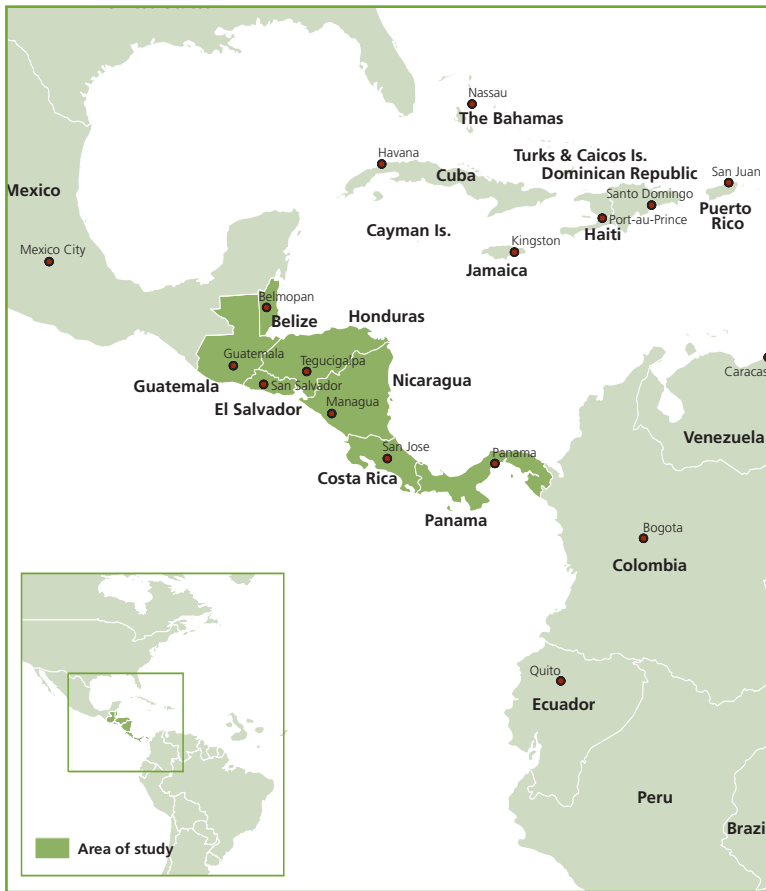 Nassau
The Bahamas
Havana
Cuba
Turks & Caicos Is.
Dominican Republic
San Juan
Santo Domingo
Puerto
Rico
Port-au-Prince
Haiti
Mexico
Cayman Is.
Kingston
Jamaica
Mexico City
Belmopan
Belize
Honduras
Guatemala
Tegucigalpa
Guatemala
San Salvador
El Salvador
Nicaragua
Managua
Caracas
San Jose
Costa Rica
Panama
Panama
Venezuela
Bogota
Colombia
Quito
Ecuador
Peru
Brazi
Area of study